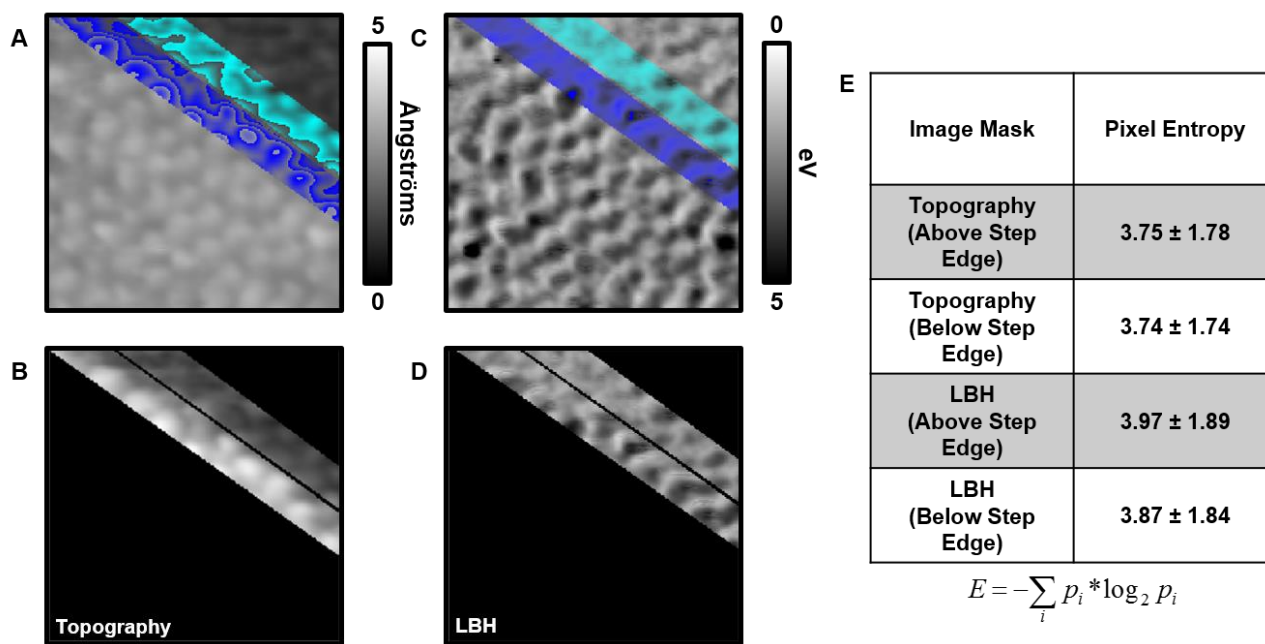 A
5
Ångströms
0
B
Topography
C
0
eV
5
D
LBH
E
Image Mask Pixel Entropy
Topography
(Above Step
Edge)
3.75 ± 1.78
Topography
(Below Step
Edge)
3.74 ± 1.74
LBH
(Above Step
Edge)
3.97 ± 1.89
LBH
(Below Step
Edge)
3.87 ± 1.84
E = -∑ p_i * log_2 p_i
i